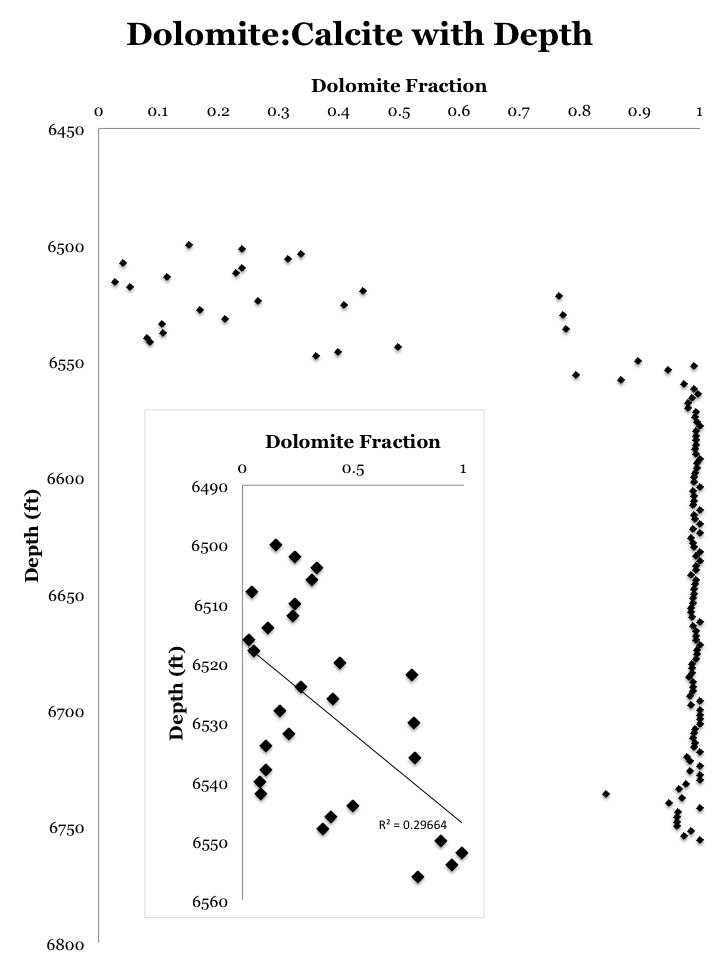 Dolomite:Calcite with Depth
Dolomite Fraction
0 0.1 0.2 0.3 0.4 0.5 0.6 0.7 0.8 0.9 1
6450
6500
6550
6600
6650
6700
6750
6800
Depth (ft)
Dolomite Fraction
0 0.5 1
6490
6500
6510
6520
6530
6540
6550
6560
Depth (ft)
R² = 0.29664